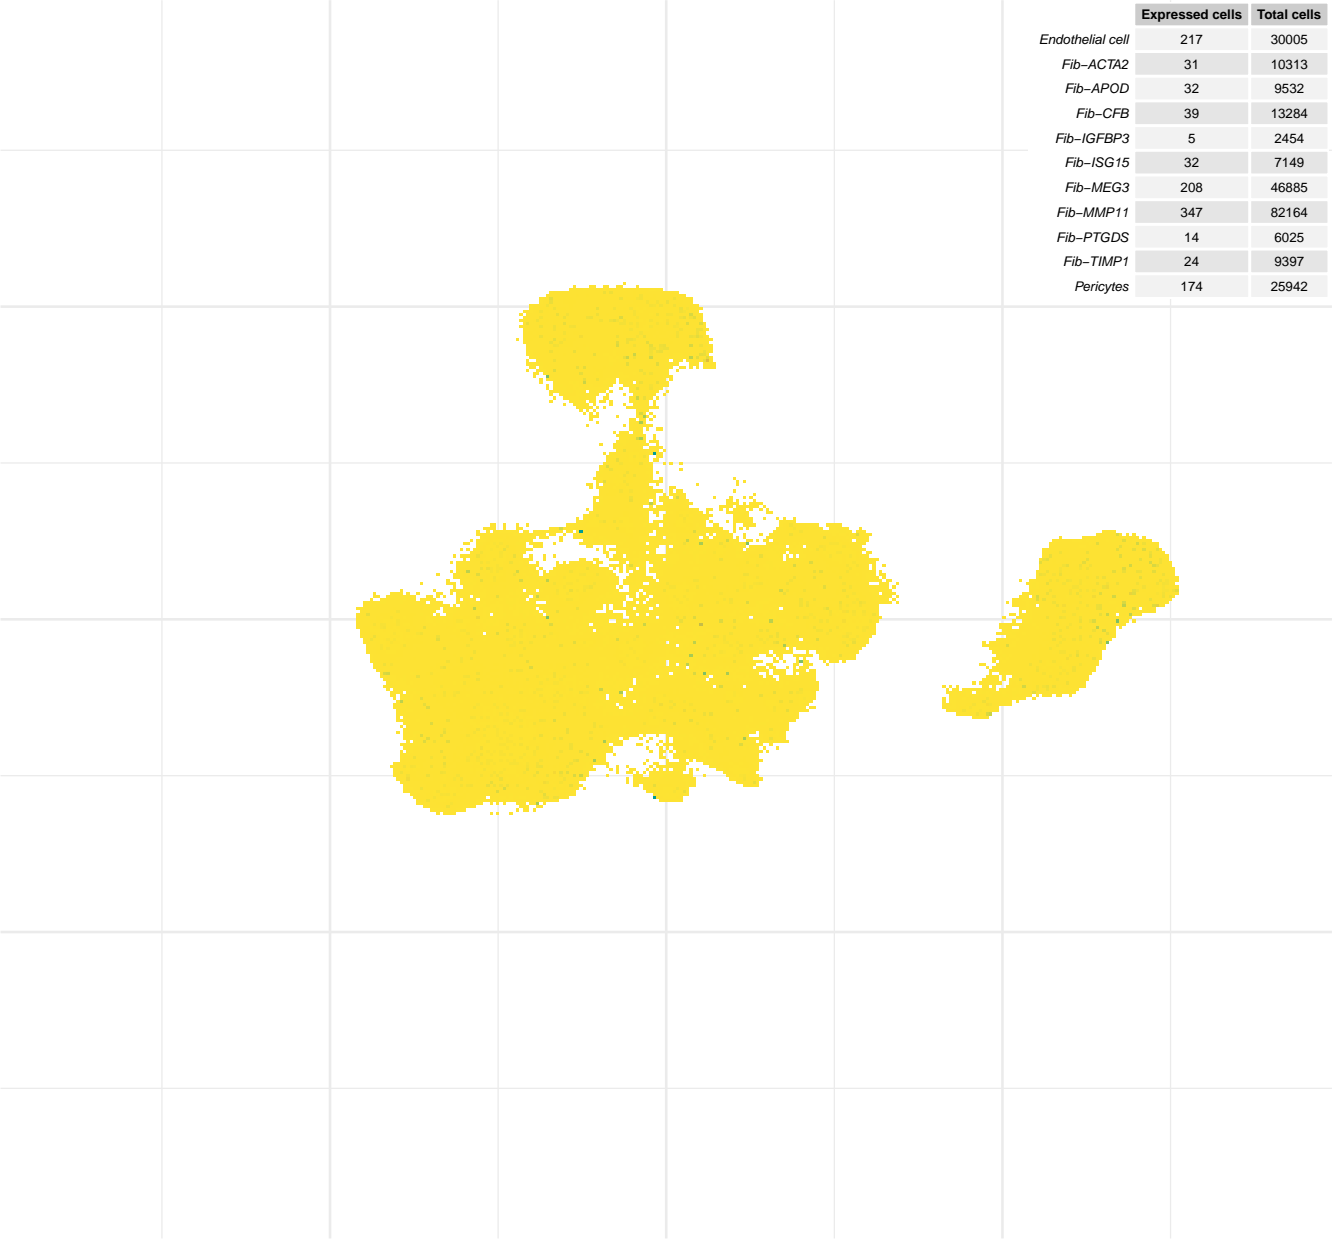 Expressed cells Total cells
Endothelial cell 217 30005
Fib−ACTA2 31 10313
Fib−APOD 32 9532
Fib−CFB 39 13284
Fib−IGFBP3 5 2454
Fib−ISG15 32 7149
Fib−MEG3 208 46885
Fib−MMP11 347 82164
Fib−PTGDS 14 6025
Fib−TIMP1 24 9397
Pericytes 174 25942